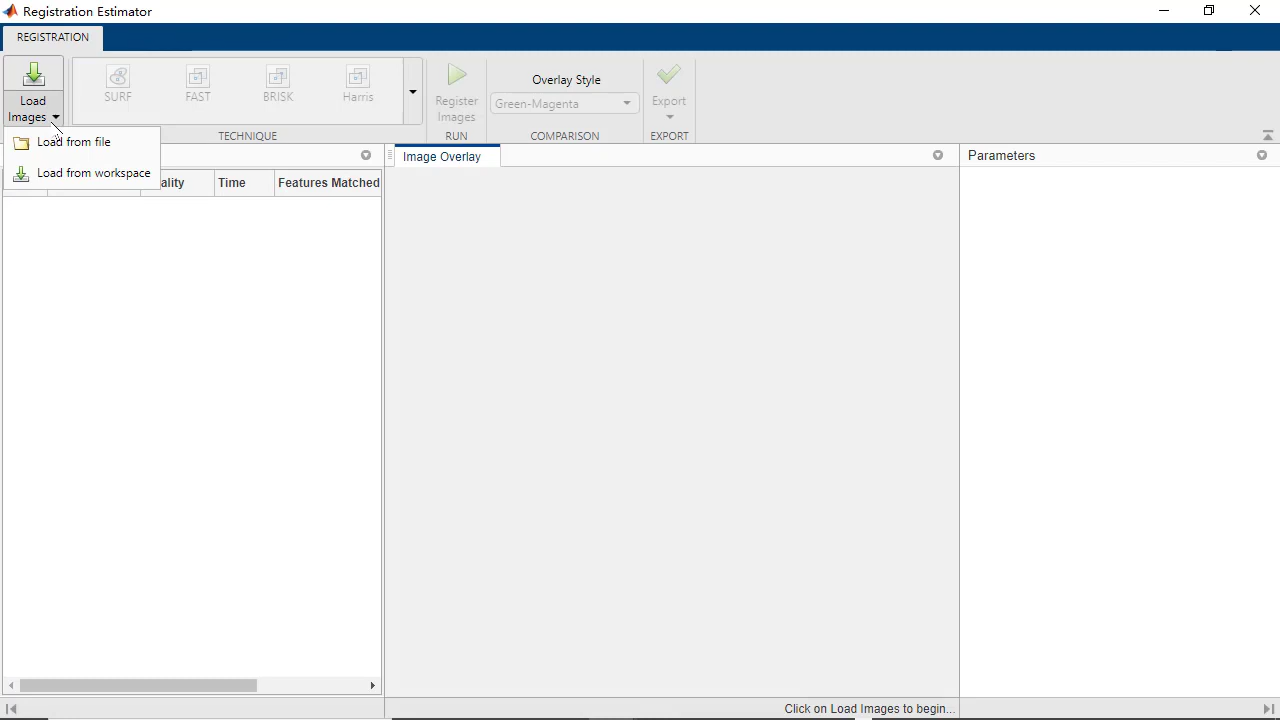 Registration Estimator
REGISTRATION
Load
Images
SURF
FAST
BRISK
Harris
Register
Images
Overlay Style
Green-Magenta
Export
TECHNIQUE
RUN
COMPARISON
EXPORT
Load from file
Load from workspace
ality
Time
Features Matched
Image Overlay
Parameters
Click on Load Images to begin...